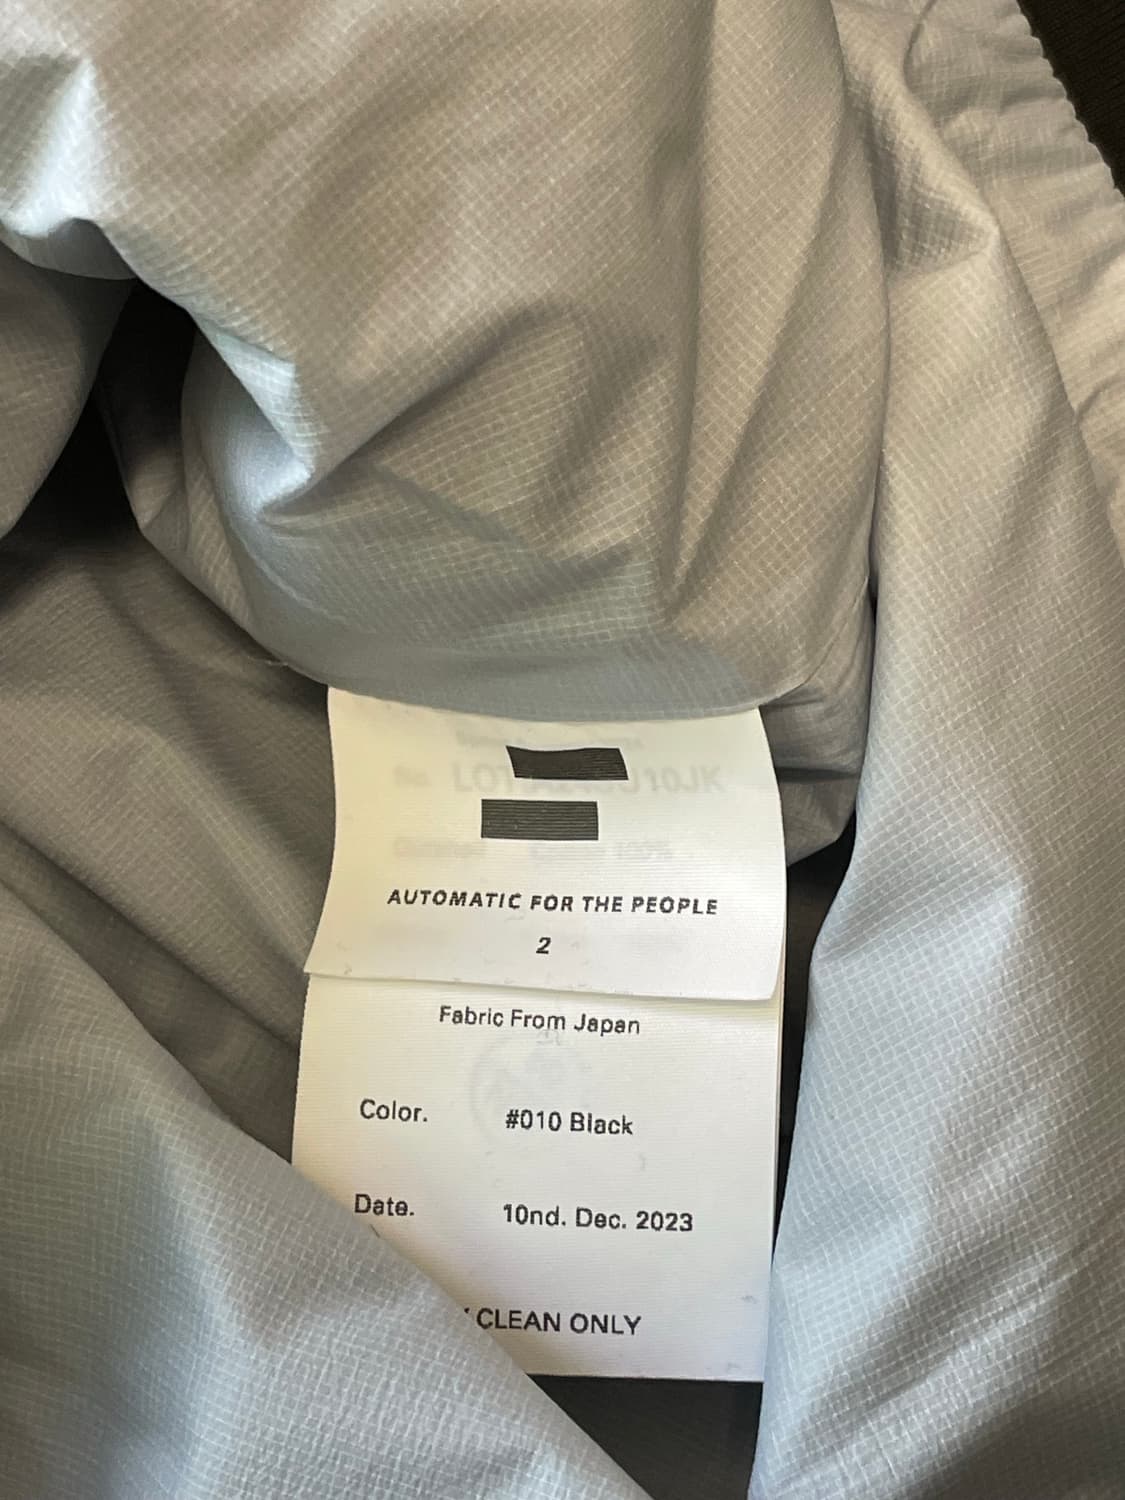 AUTOMATIC FOR THE PEOPLE
2
Fabric From Japan
Color. #010 Black
Date. 10nd. Dec. 2023
CLEAN ONLY